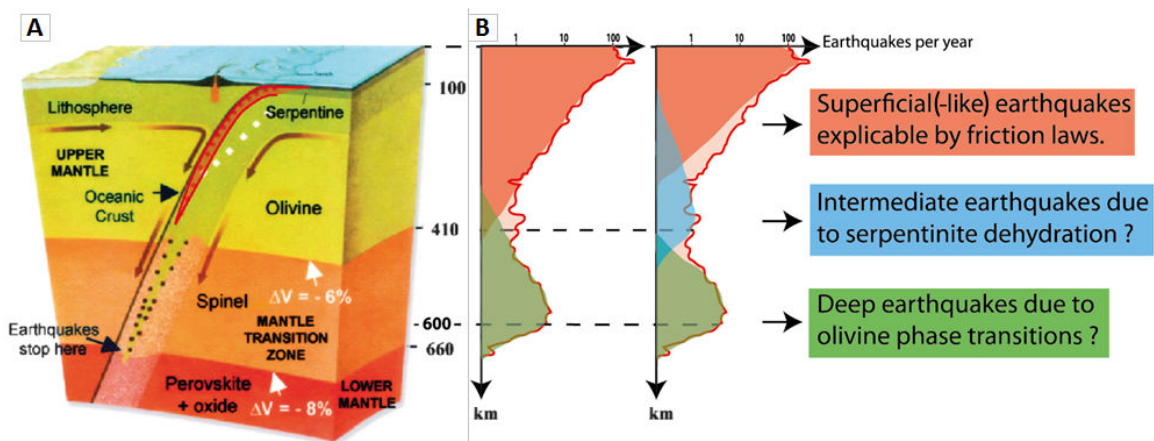 A
Lithosphere
Serpentine
UPPER
MANTLE
Oceanic
Crust
Olivine
ΔV = - 6%
Spinel
MANTLE
TRANSITION
ZONE
Earthquakes
stop here
Perovskite
+ oxide
ΔV = - 8%
LOWER
MANTLE
100
410
600
660
B
1 10 100
1 10 100
Earthquakes per year
km
km
Superficial(-like) earthquakes
explicable by friction laws.
Intermediate earthquakes due
to serpentinite dehydration ?
Deep earthquakes due to
olivine phase transitions ?